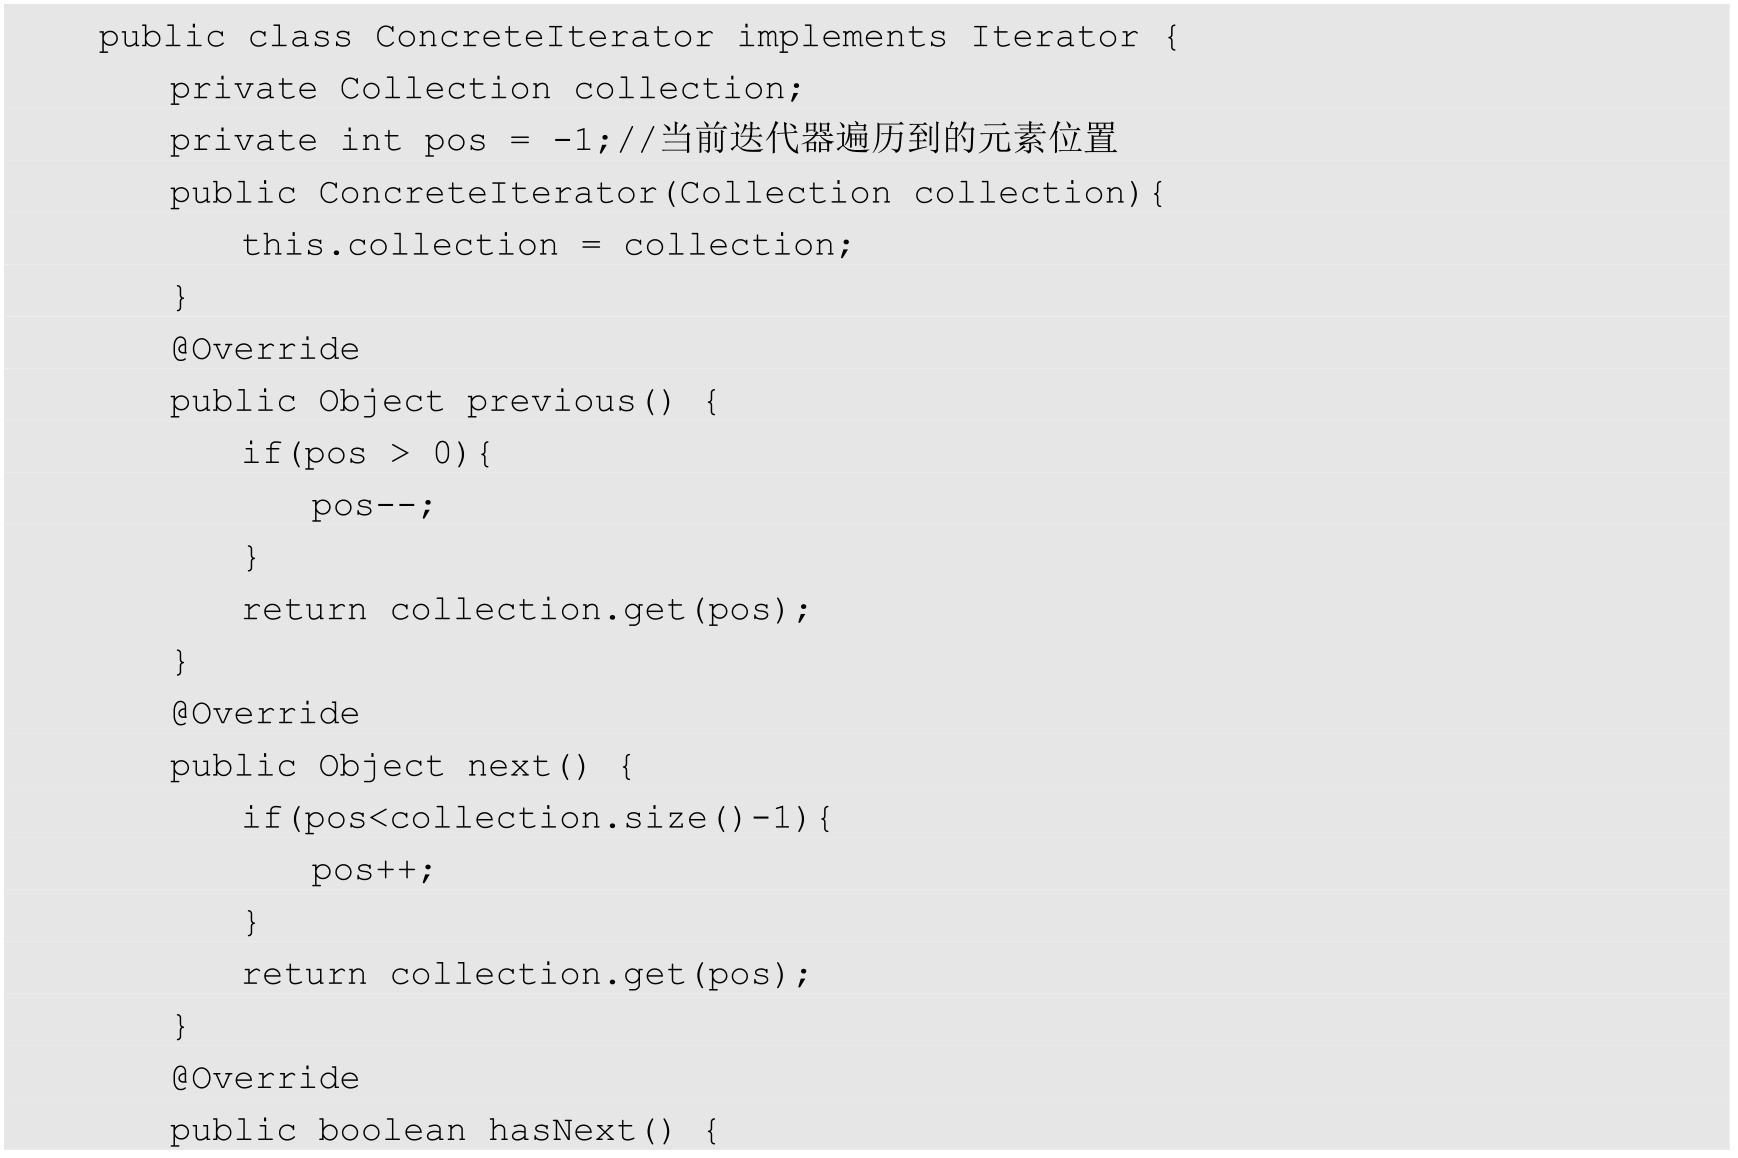 public class ConcreteIterator implements Iterator {
private Collection collection;
private int pos = -1;//当前迭代器遍历到的元素位置
public ConcreteIterator(Collection collection){
this.collection = collection;
}
@Override
public Object previous() {
if(pos > 0){
pos--;
}
return collection.get(pos);
}
@Override
public Object next() {
if(pos<collection.size()-1){
pos++;
}
return collection.get(pos);
}
@Override
public boolean hasNext() {